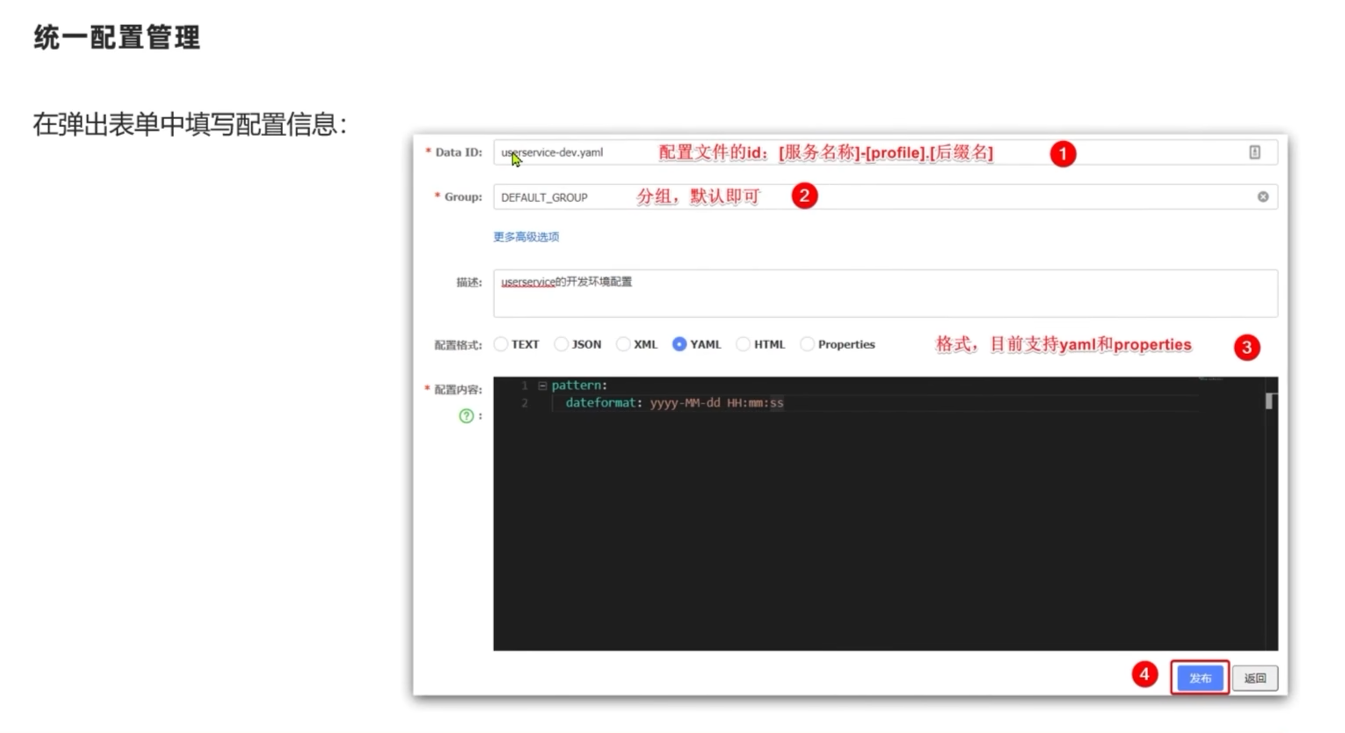 统一配置管理
在弹出表单中填写配置信息：
* Data ID: userservice-dev.yaml 配置文件的id：[服务名称]-[profile].[后缀名] 1
* Group: DEFAULT_GROUP 分组，默认即可 2
更多高级选项
描述: userservice的开发环境配置
配置格式: TEXT JSON XML YAML HTML Properties 格式，目前支持yaml和properties 3
* 配置内容: 1 pattern:
? : 2 dateformat: yyyy-MM-dd HH:mm:ss
4 发布 返回